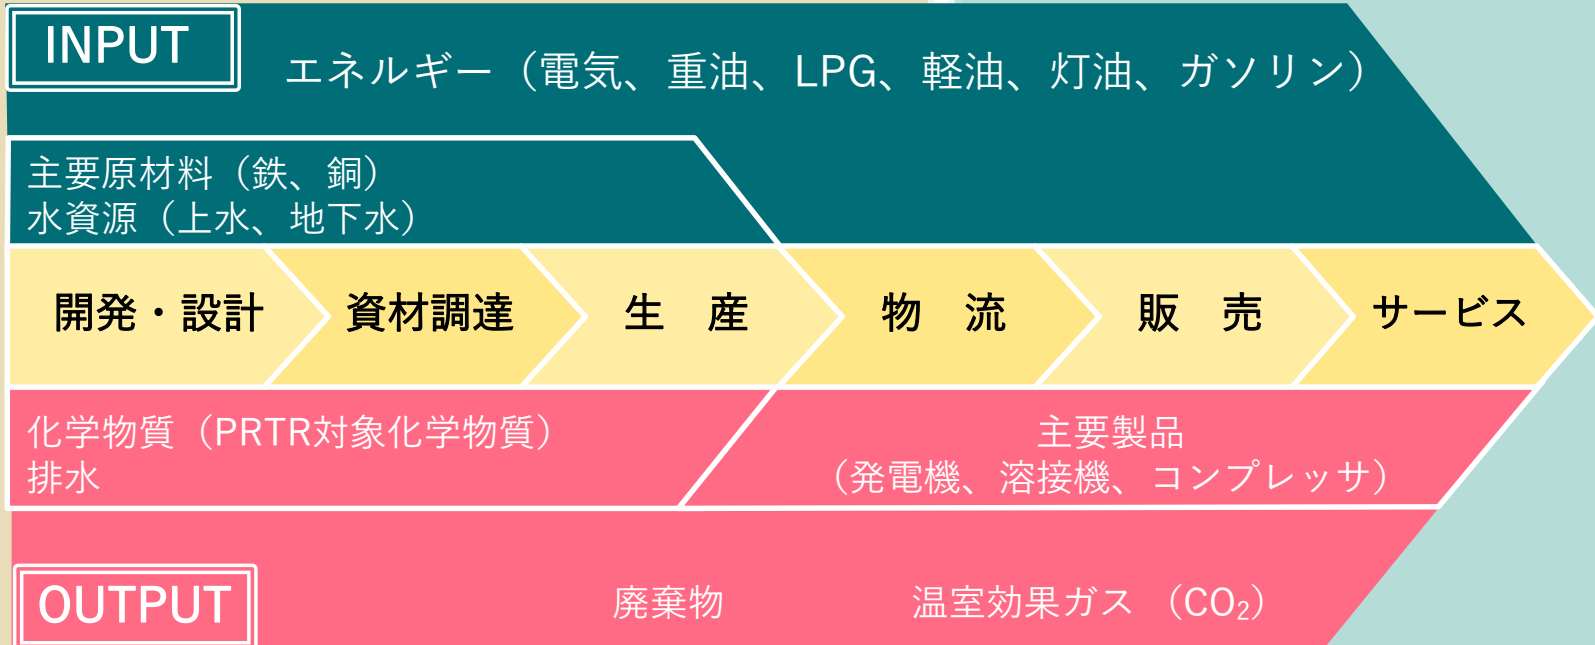 INPUT
エネルギー（電気、重油、LPG、軽油、灯油、ガソリン）
主要原材料（鉄、銅）
水資源（上水、地下水）
開発・設計
資材調達
生　産
物　流
販　売
サービス
化学物質（PRTR対象化学物質）
排水
主要製品
（発電機、溶接機、コンプレッサ）
OUTPUT
廃棄物
温室効果ガス （CO₂）